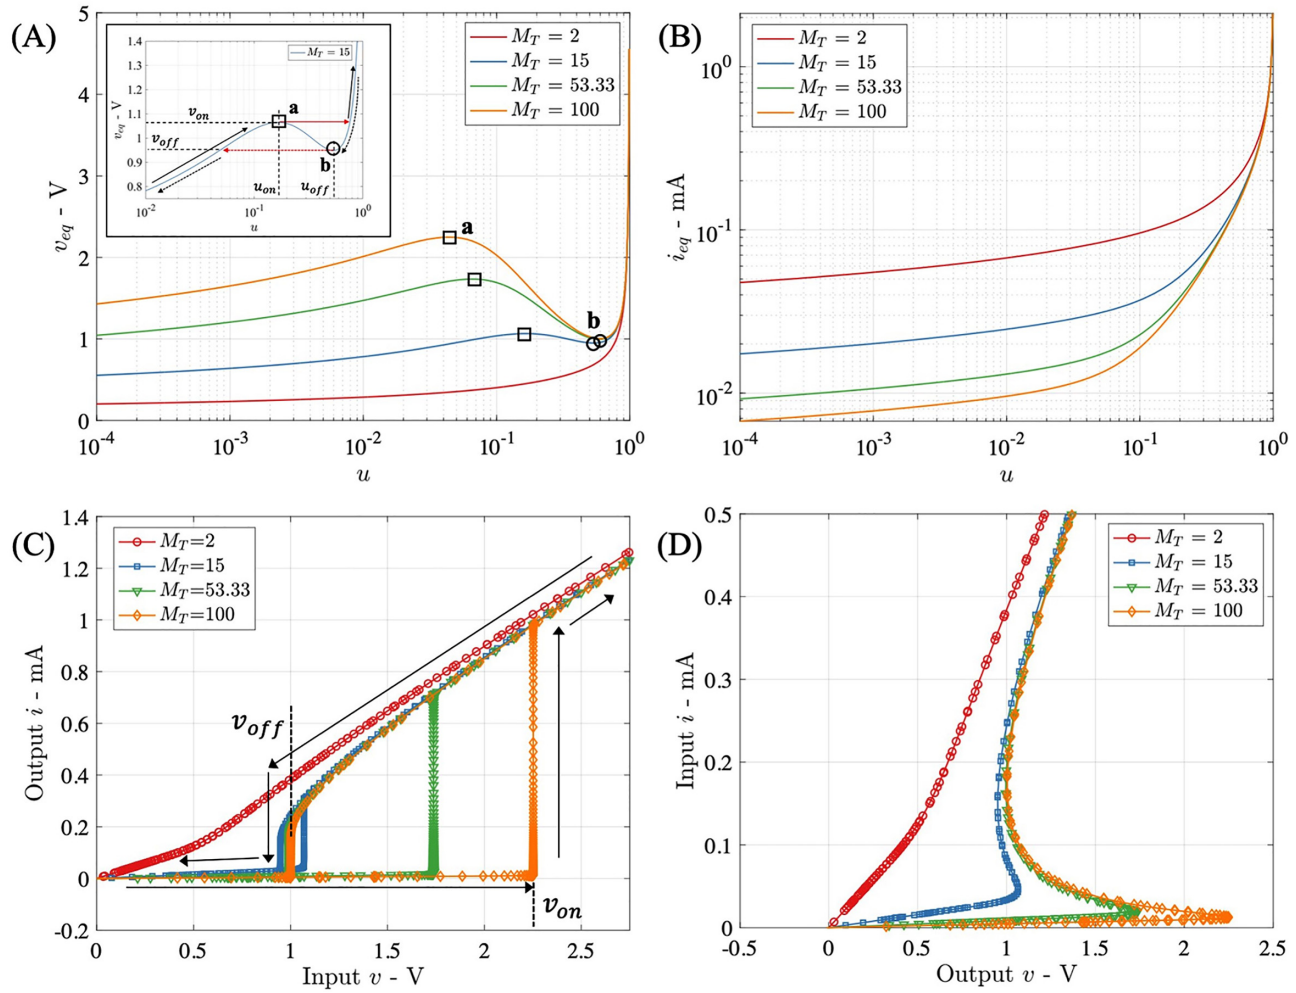 (A)
5
4
3
2
1
0
v_eq - V
10^-4
10^-3
10^-2
10^-1
10^0
u
M_T = 2
M_T = 15
M_T = 53.33
M_T = 100
a
b
1.4
1.3
1.2
1.1
1.0
0.9
0.8
v_eq - V
M_T = 15
v_on
v_off
a
b
u_on
u_off
10^-2
10^-1
10^0
u
(B)
10^0
10^-1
10^-2
i_eq - mA
10^-4
10^-3
10^-2
10^-1
10^0
u
M_T = 2
M_T = 15
M_T = 53.33
M_T = 100
(C)
1.4
1.2
1.0
0.8
0.6
0.4
0.2
0
-0.2
Output i - mA
M_T=2
M_T=15
M_T=53.33
M_T=100
v_off
v_on
0
0.5
1
1.5
2
2.5
Input v - V
(D)
0.5
0.4
0.3
0.2
0.1
0
Input i - mA
M_T = 2
M_T = 15
M_T = 53.33
M_T = 100
-0.5
0
0.5
1
1.5
2
2.5
Output v - V